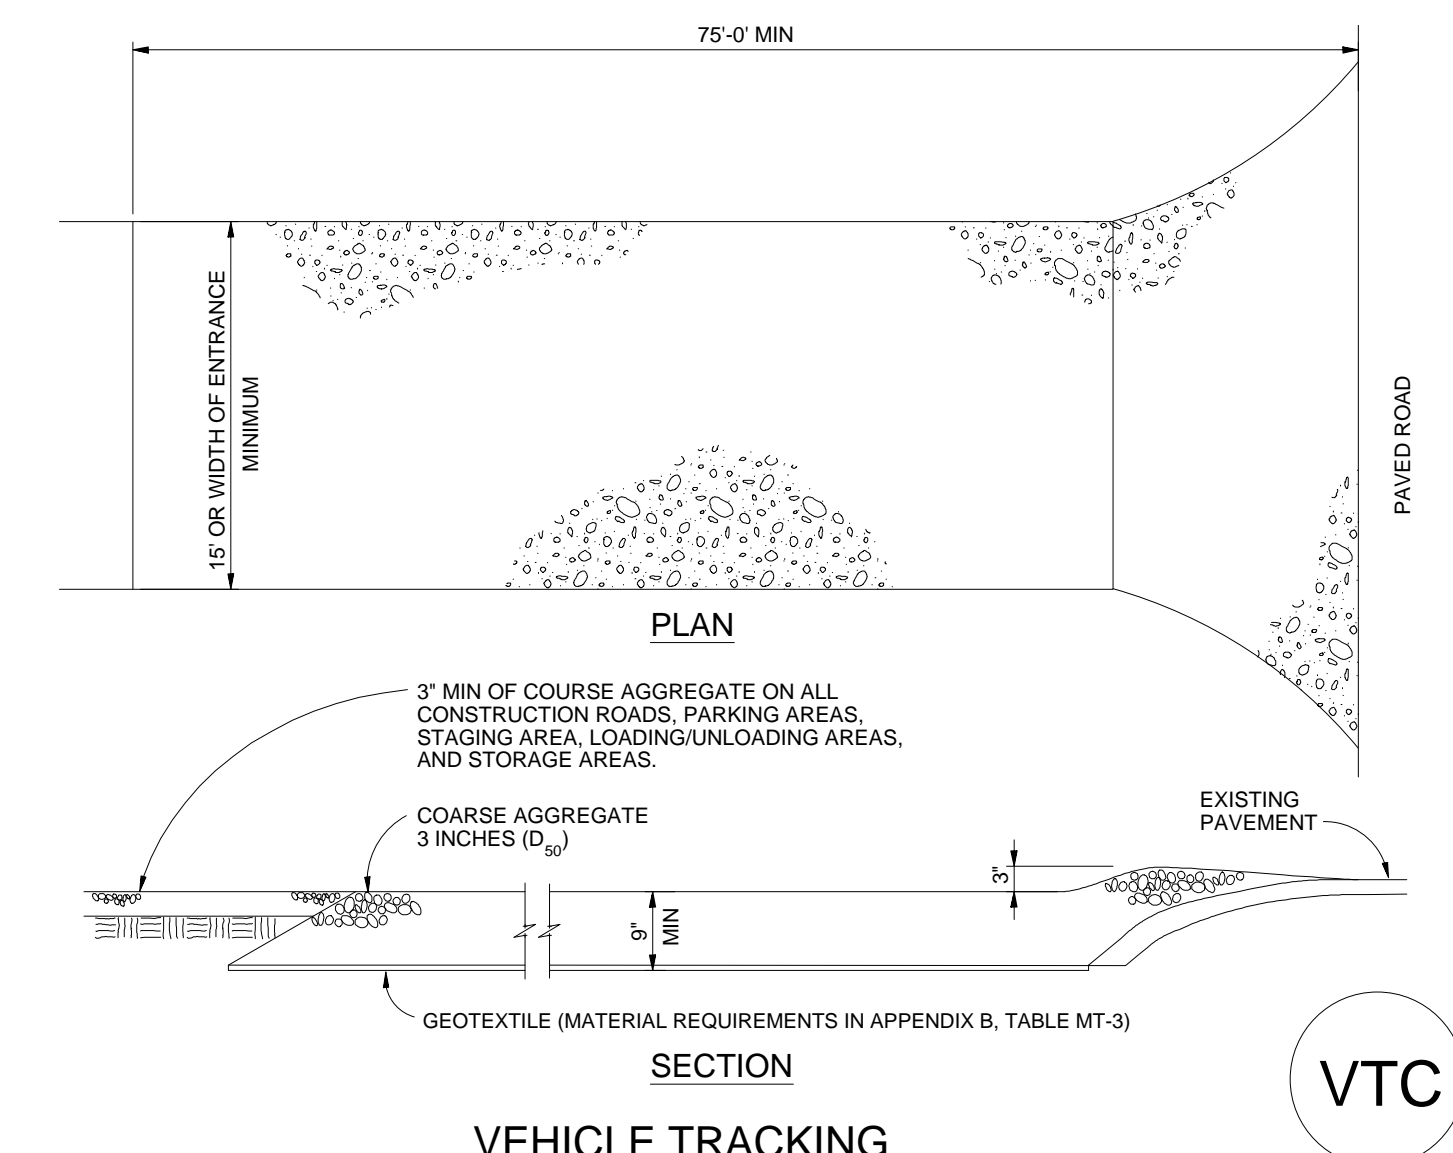 75'-0' MIN
15' OR WIDTH OF ENTRANCE
MINIMUM
PAVED ROAD
PLAN
3" MIN OF COURSE AGGREGATE ON ALL
CONSTRUCTION ROADS, PARKING AREAS,
STAGING AREA, LOADING/UNLOADING AREAS,
AND STORAGE AREAS.
COARSE AGGREGATE
3 INCHES (D50)
EXISTING
PAVEMENT
3"
9"
MIN
GEOTEXTILE (MATERIAL REQUIREMENTS IN APPENDIX B, TABLE MT-3)
SECTION
VTC
VEHICLE TRACKING